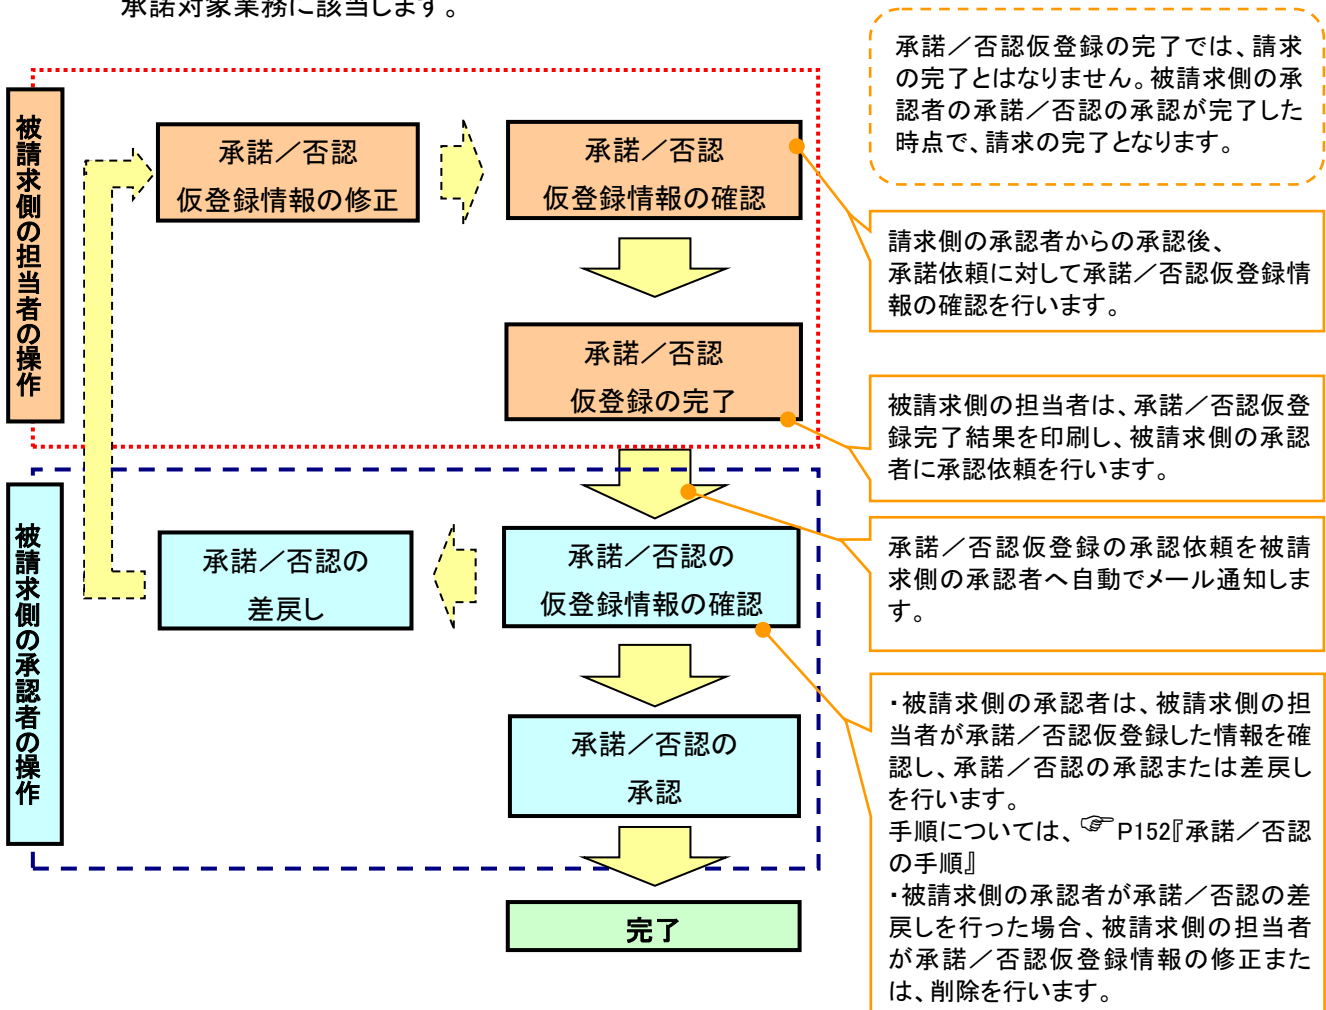 承諾対象業務に該当します。
承諾／否認仮登録の完了では、請求
の完了とはなりません。被請求側の承
認者の承諾／否認の承認が完了した
時点で、請求の完了となります。
被請求側の担当者の操作
承諾／否認
仮登録情報の修正
承諾／否認
仮登録情報の確認
請求側の承認者からの承認後、
承諾依頼に対して承諾／否認仮登録情
報の確認を行います。
承諾／否認
仮登録の完了
被請求側の担当者は、承諾／否認仮登
録完了結果を印刷し、被請求側の承認
者に承認依頼を行います。
被請求側の承認者の操作
承諾／否認の
差戻し
承諾／否認の
仮登録情報の確認
承諾／否認仮登録の承認依頼を被請
求側の承認者へ自動でメール通知しま
す。
承諾／否認の
承認
・被請求側の承認者は、被請求側の担
当者が承諾／否認仮登録した情報を確
認し、承諾／否認の承認または差戻し
を行います。
手順については、☞P152『承諾／否認
の手順』
・被請求側の承認者が承諾／否認の差
戻しを行った場合、被請求側の担当者
が承諾／否認仮登録情報の修正また
は、削除を行います。
完了